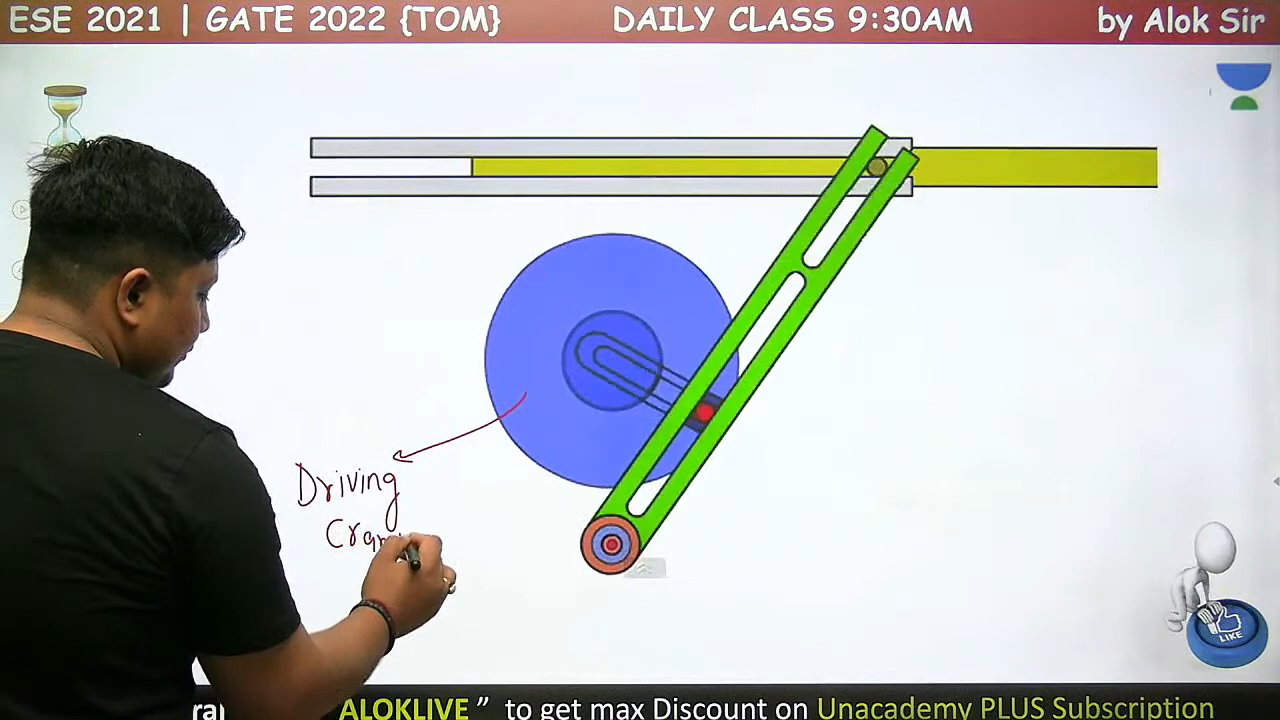 ESE 2021 | GATE 2022 {TOM} DAILY CLASS 9:30AM by Alok Sir
Driving
LIKE
ALOKLIVE ” to get max Discount on Unacademy PLUS Subscription